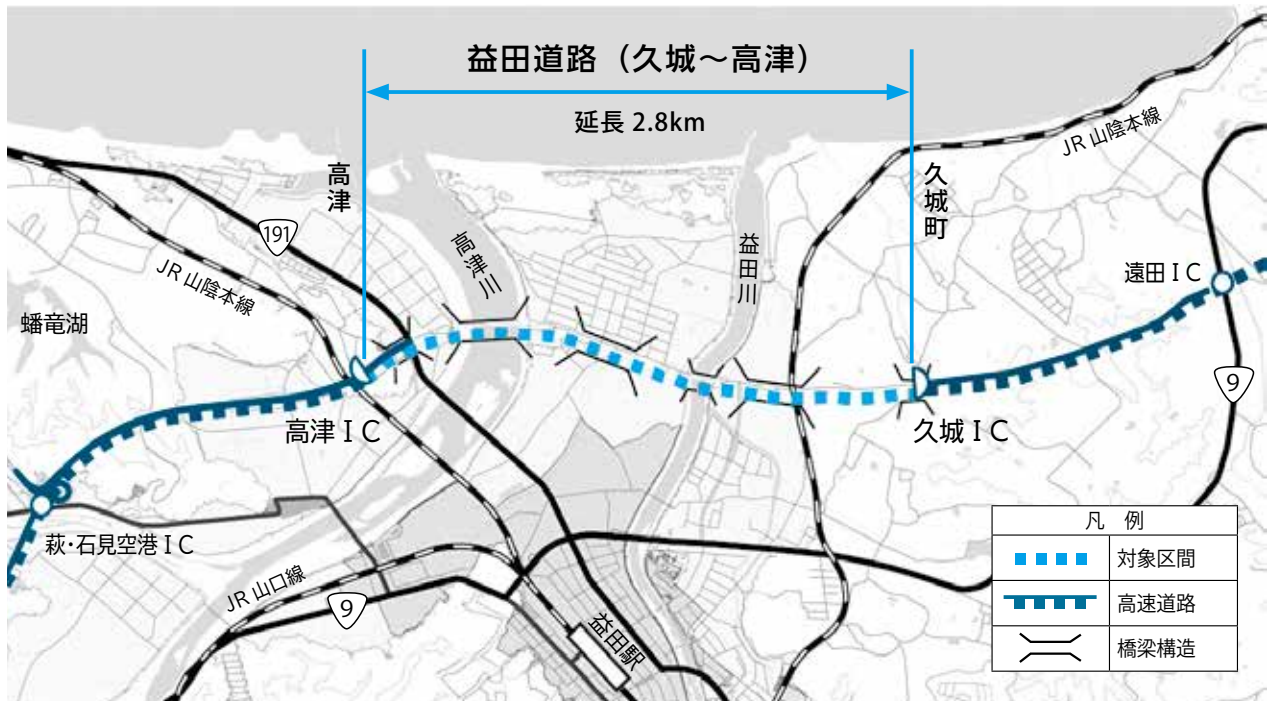 益田道路（久城～高津）
延長 2.8km
高津
久城町
JR 山陰本線
191
JR 山陰本線
高津川
益田川
遠田ＩＣ
蟠竜湖
9
高津ＩＣ
久城ＩＣ
萩・石見空港ＩＣ
JR 山口線
9
益田駅
凡 例
対象区間
高速道路
橋梁構造